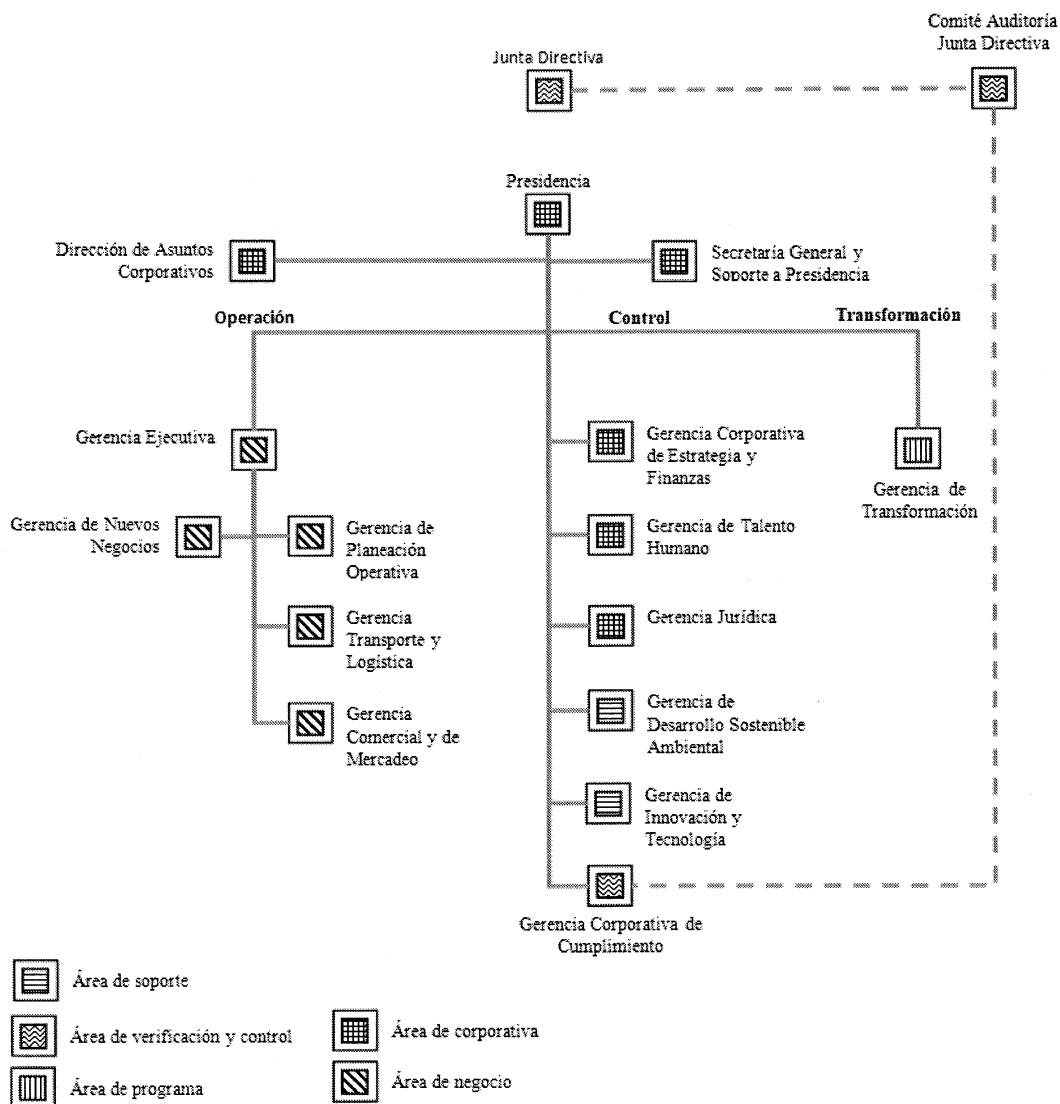 Comité Auditoría
Junta Directiva
Junta Directiva
Presidencia
Dirección de Asuntos
Corporativos
Secretaría General y
Soporte a Presidencia
Operación
Control
Transformación
Gerencia Ejecutiva
Gerencia de Nuevos
Negocios
Gerencia de
Planeación
Operativa
Gerencia
Transporte y
Logística
Gerencia
Comercial y de
Mercadeo
Gerencia Corporativa
de Estrategia y
Finanzas
Gerencia de Talento
Humano
Gerencia Jurídica
Gerencia de
Desarrollo Sostenible
Ambiental
Gerencia de
Innovación y
Tecnología
Gerencia Corporativa de
Cumplimiento
Gerencia de
Transformación
Área de soporte
Área de verificación y control
Área de programa
Área de corporativa
Área de negocio